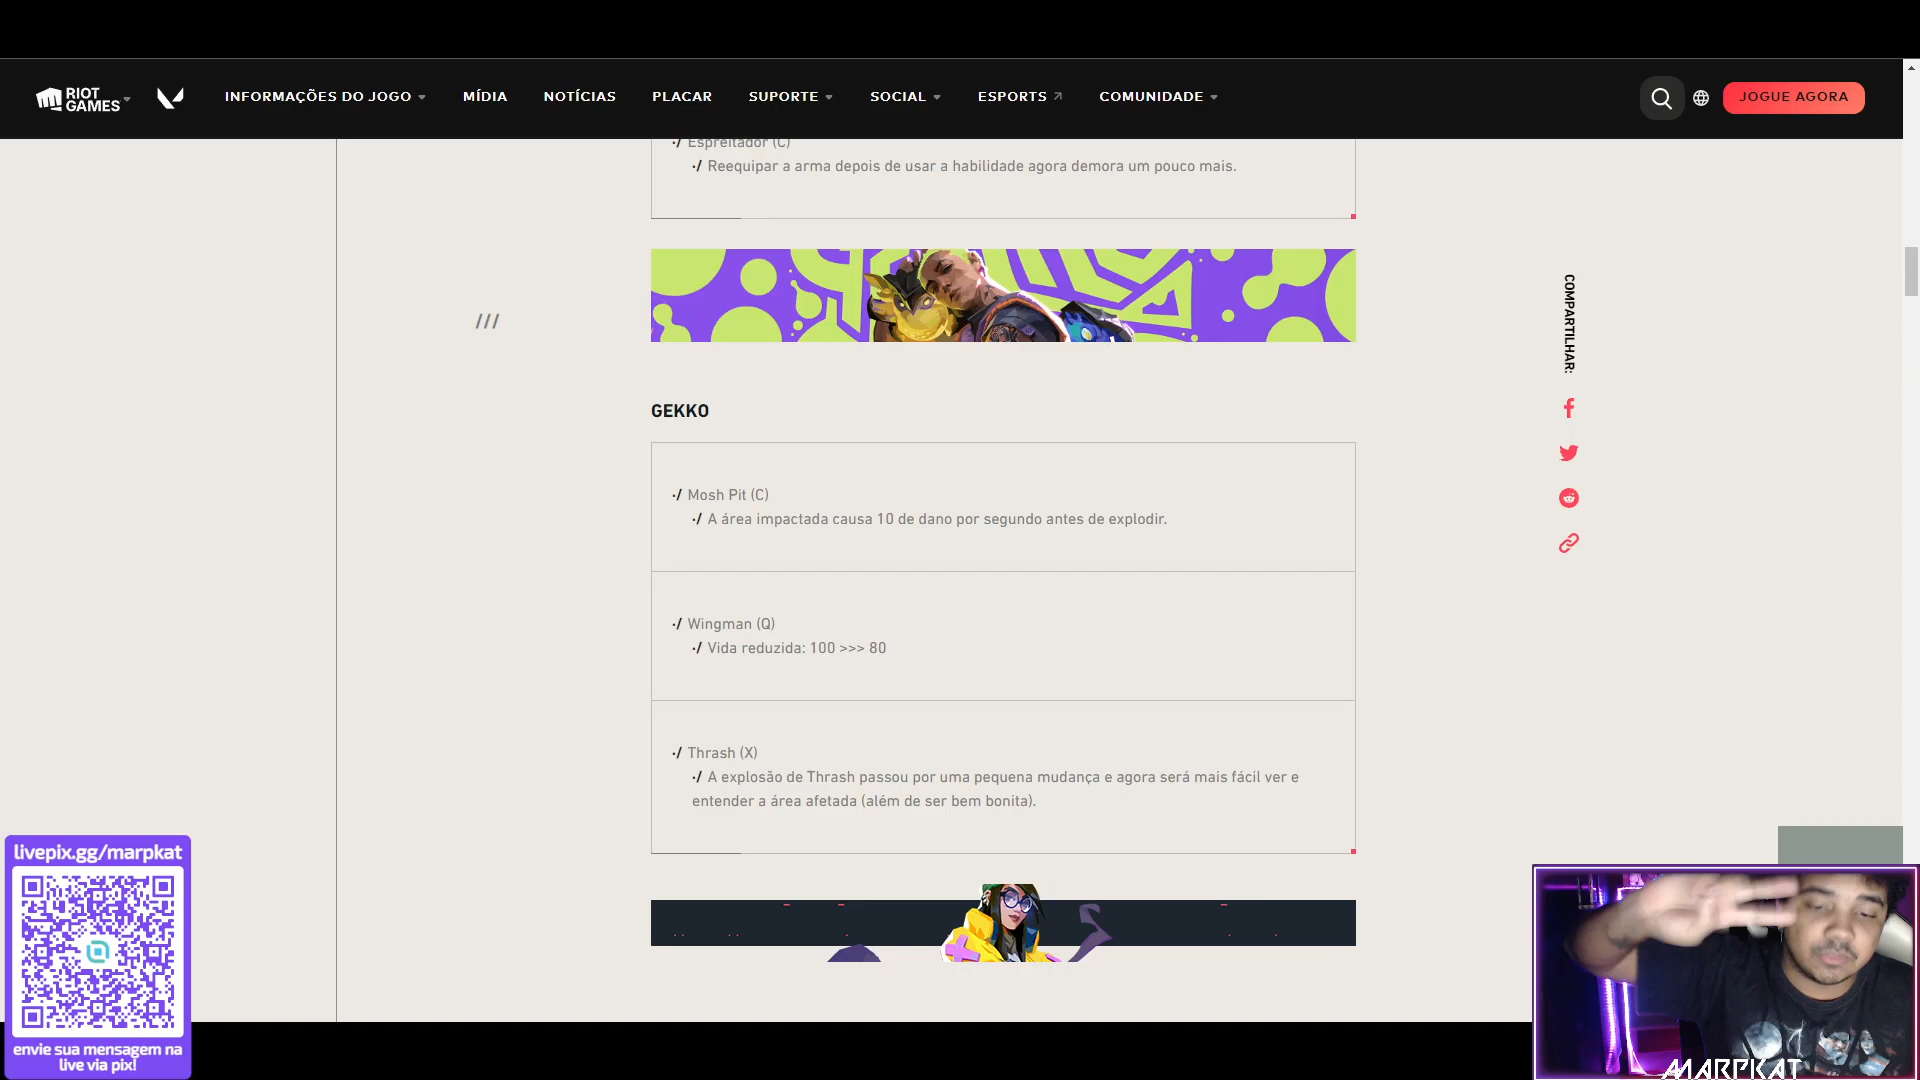 RIOT
GAMES
INFORMAÇÕES DO JOGO
MÍDIA
NOTÍCIAS
PLACAR
SUPORTE
SOCIAL
ESPORTS
COMUNIDADE
JOGUE AGORA
·/ Espreitador (C)
·/ Reequipar a arma depois de usar a habilidade agora demora um pouco mais.
///
COMPARTILHAR:
GEKKO
·/ Mosh Pit (C)
·/ A área impactada causa 10 de dano por segundo antes de explodir.
·/ Wingman (Q)
·/ Vida reduzida: 100 >>> 80
·/ Thrash (X)
·/ A explosão de Thrash passou por uma pequena mudança e agora será mais fácil ver e
entender a área afetada (além de ser bem bonita).
livepix.gg/marpkat
envie sua mensagem na
live via pix!
MARPKAT